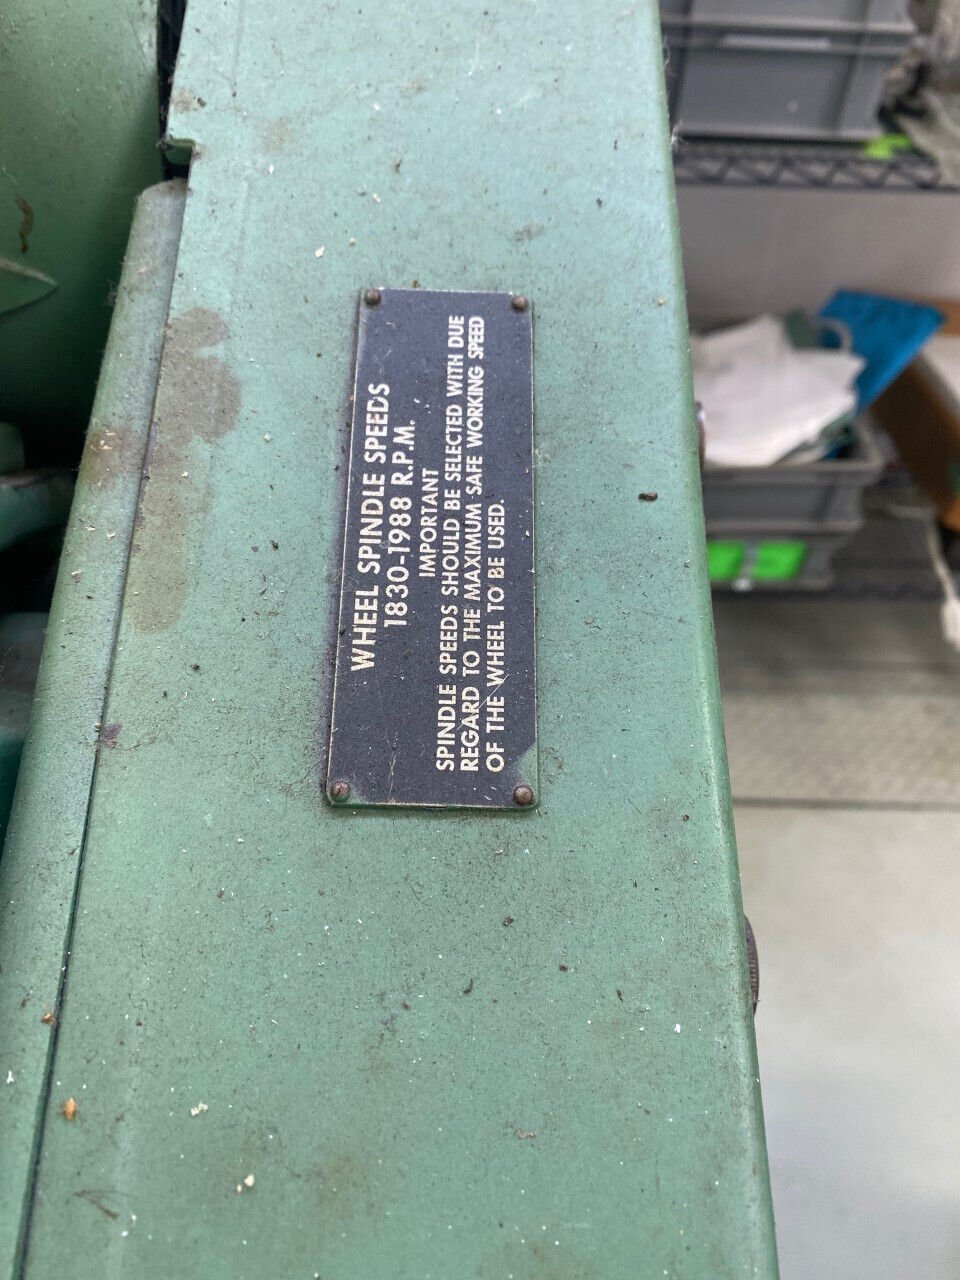 WHEEL SPINDLE SPEEDS
1830-1988 R.P.M.
IMPORTANT
SPINDLE SPEEDS SHOULD BE SELECTED WITH DUE
REGARD TO THE MAXIMUM SAFE WORKING SPEED
OF THE WHEEL TO BE USED.